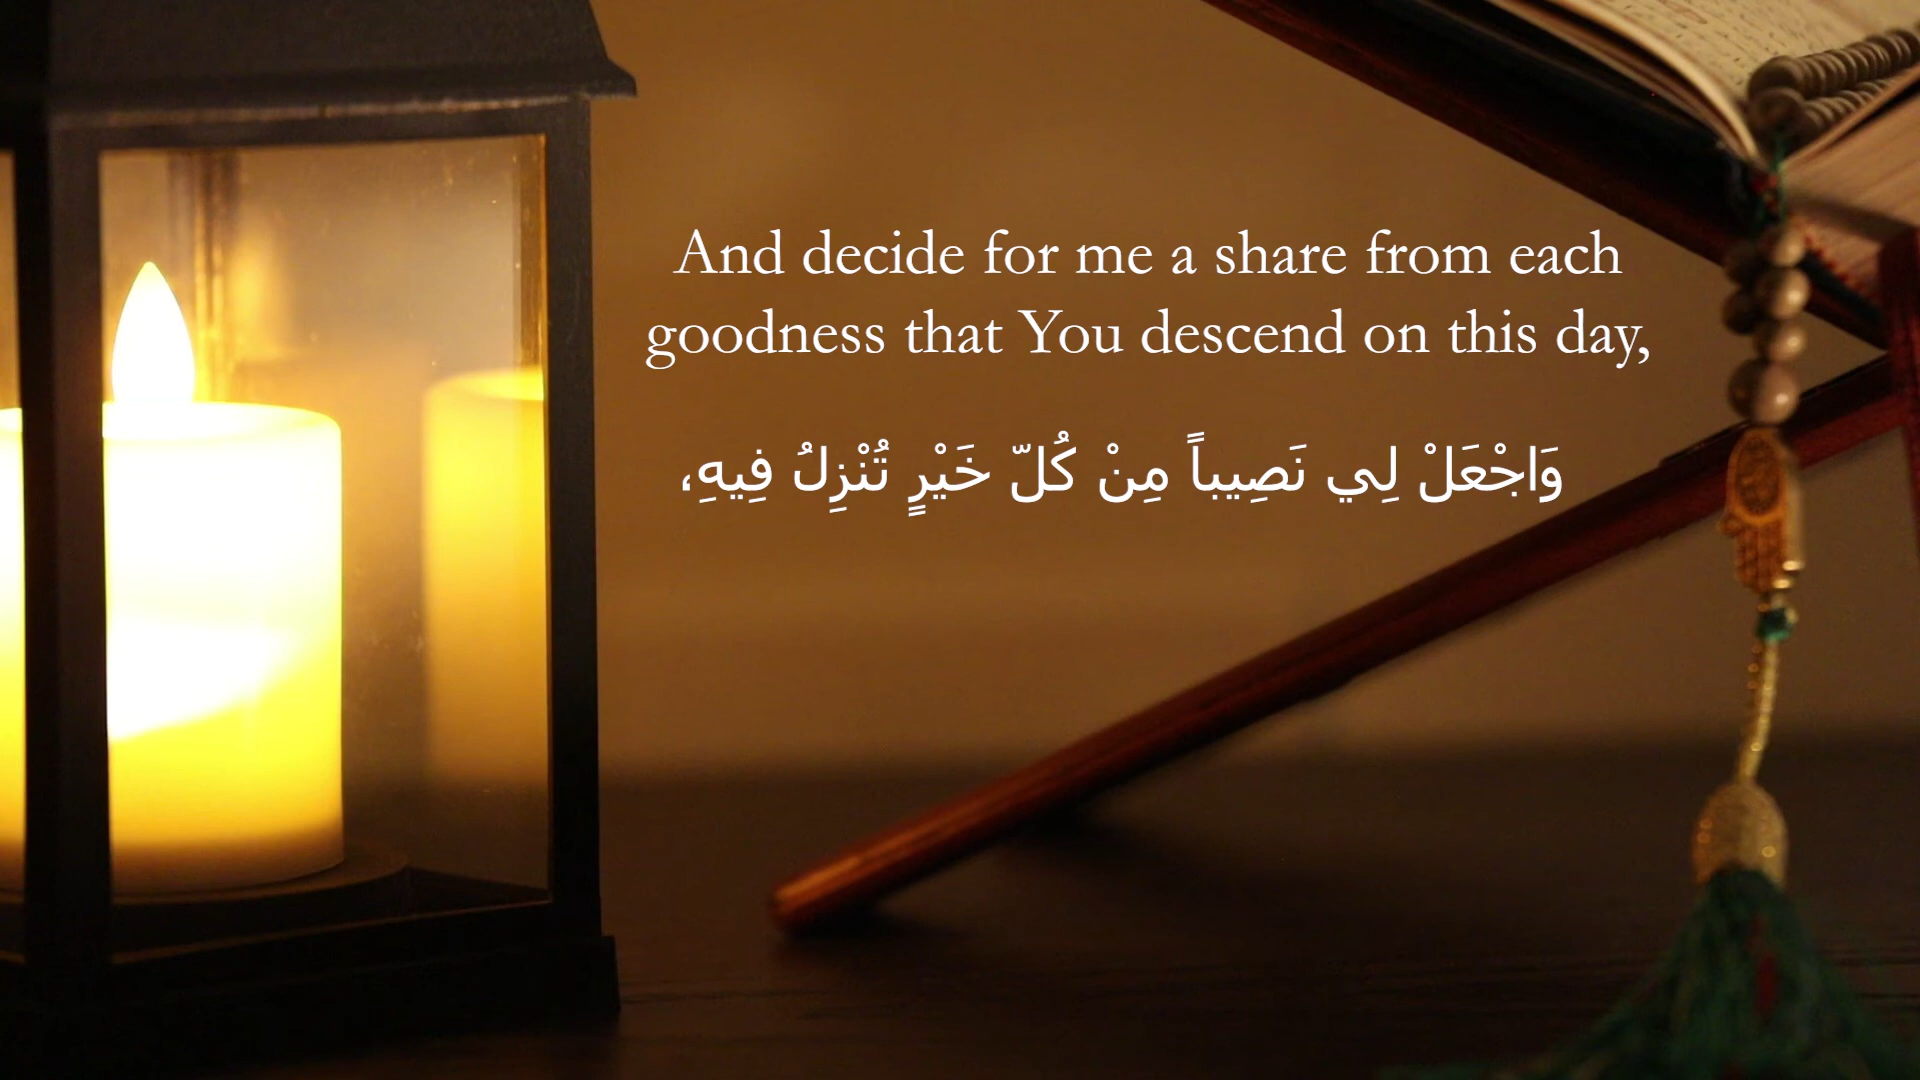 And decide for me a share from each
goodness that You descend on this day,
وَاجْعَلْ لِي نَصِيباً مِنْ كُلّ خَيْرٍ تُنْزِلُ فِيهِ،